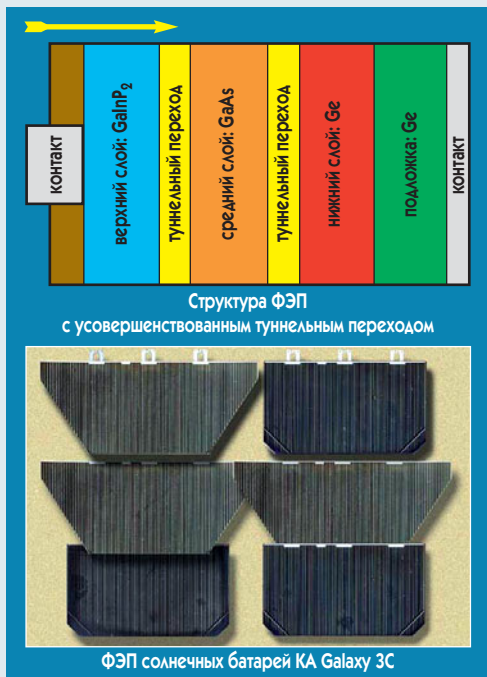 контакт
верхний слой: GaInP₂
туннельный переход
средний слой: GaAs
туннельный переход
нижний слой: Ge
подложка: Ge
контакт
Структура ФЭП
с усовершенствованным туннельным переходом
ФЭП солнечных батарей КА Galaxy 3C